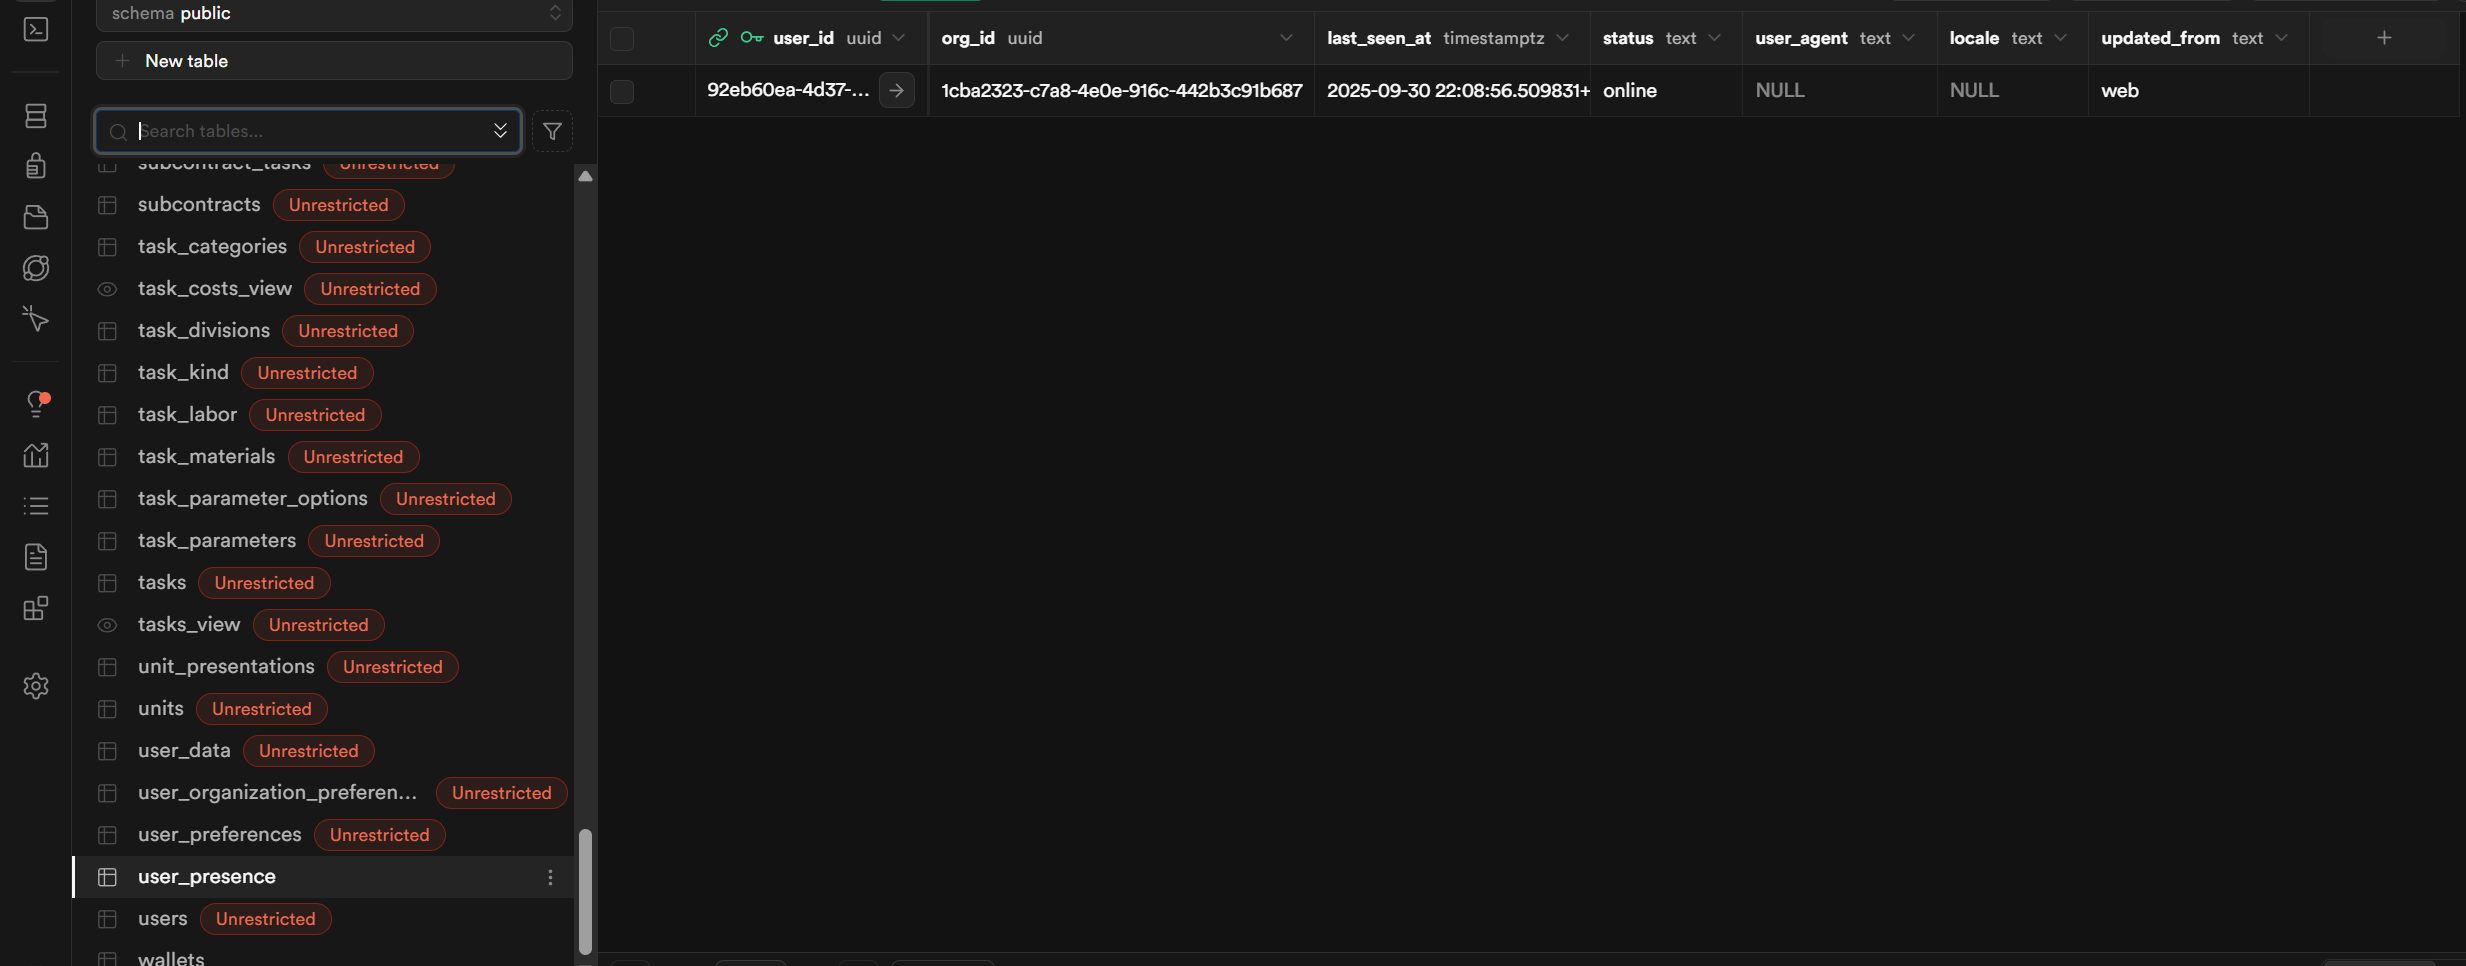 schema public
New table
Search tables...
subcontract_tasks Unrestricted
subcontracts Unrestricted
task_categories Unrestricted
task_costs_view Unrestricted
task_divisions Unrestricted
task_kind Unrestricted
task_labor Unrestricted
task_materials Unrestricted
task_parameter_options Unrestricted
task_parameters Unrestricted
tasks Unrestricted
tasks_view Unrestricted
unit_presentations Unrestricted
units Unrestricted
user_data Unrestricted
user_organization_preferen... Unrestricted
user_preferences Unrestricted
user_presence
users Unrestricted
wallets
user_id uuid org_id uuid last_seen_at timestamptz status text user_agent text locale text updated_from text
92eb60ea-4d37-... 1cba2323-c7a8-4e0e-916c-442b3c91b687 2025-09-30 22:08:56.509831+ online NULL NULL web